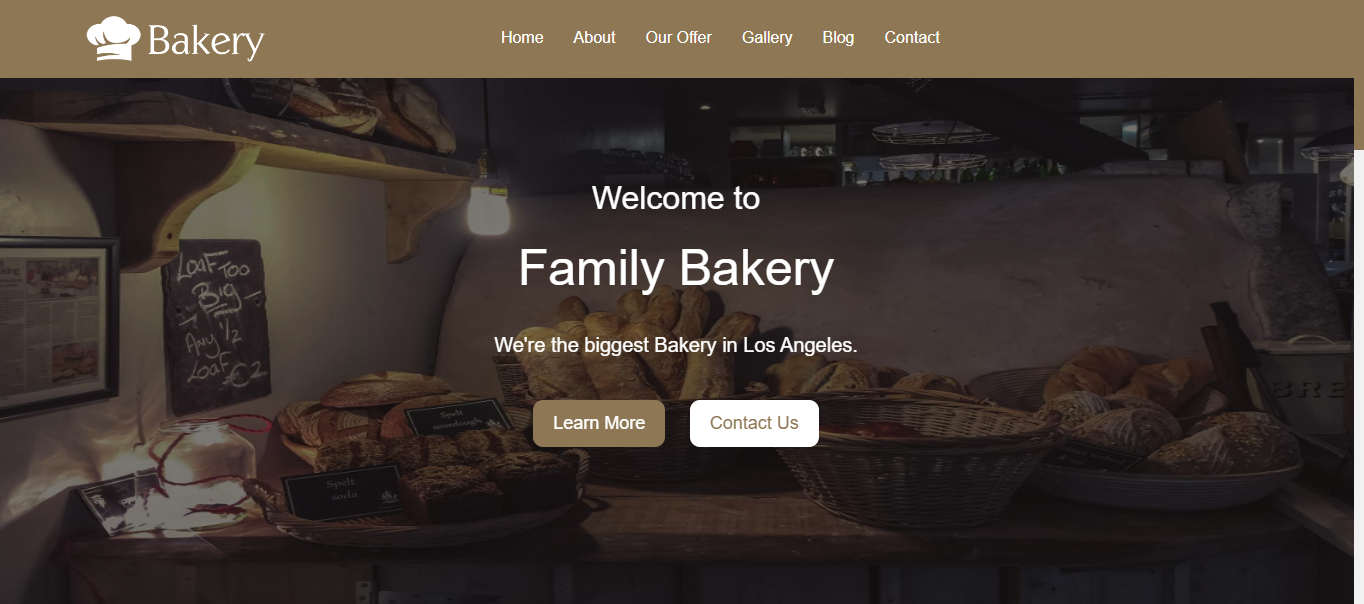 Bakery
Home About Our Offer Gallery Blog Contact
Welcome to
Family Bakery
We're the biggest Bakery in Los Angeles.
Learn More Contact Us
LOAF TOO
BIG
ANY 1/2
LOAF €2
Spelt
sourdough
Spelt
soda
BRE